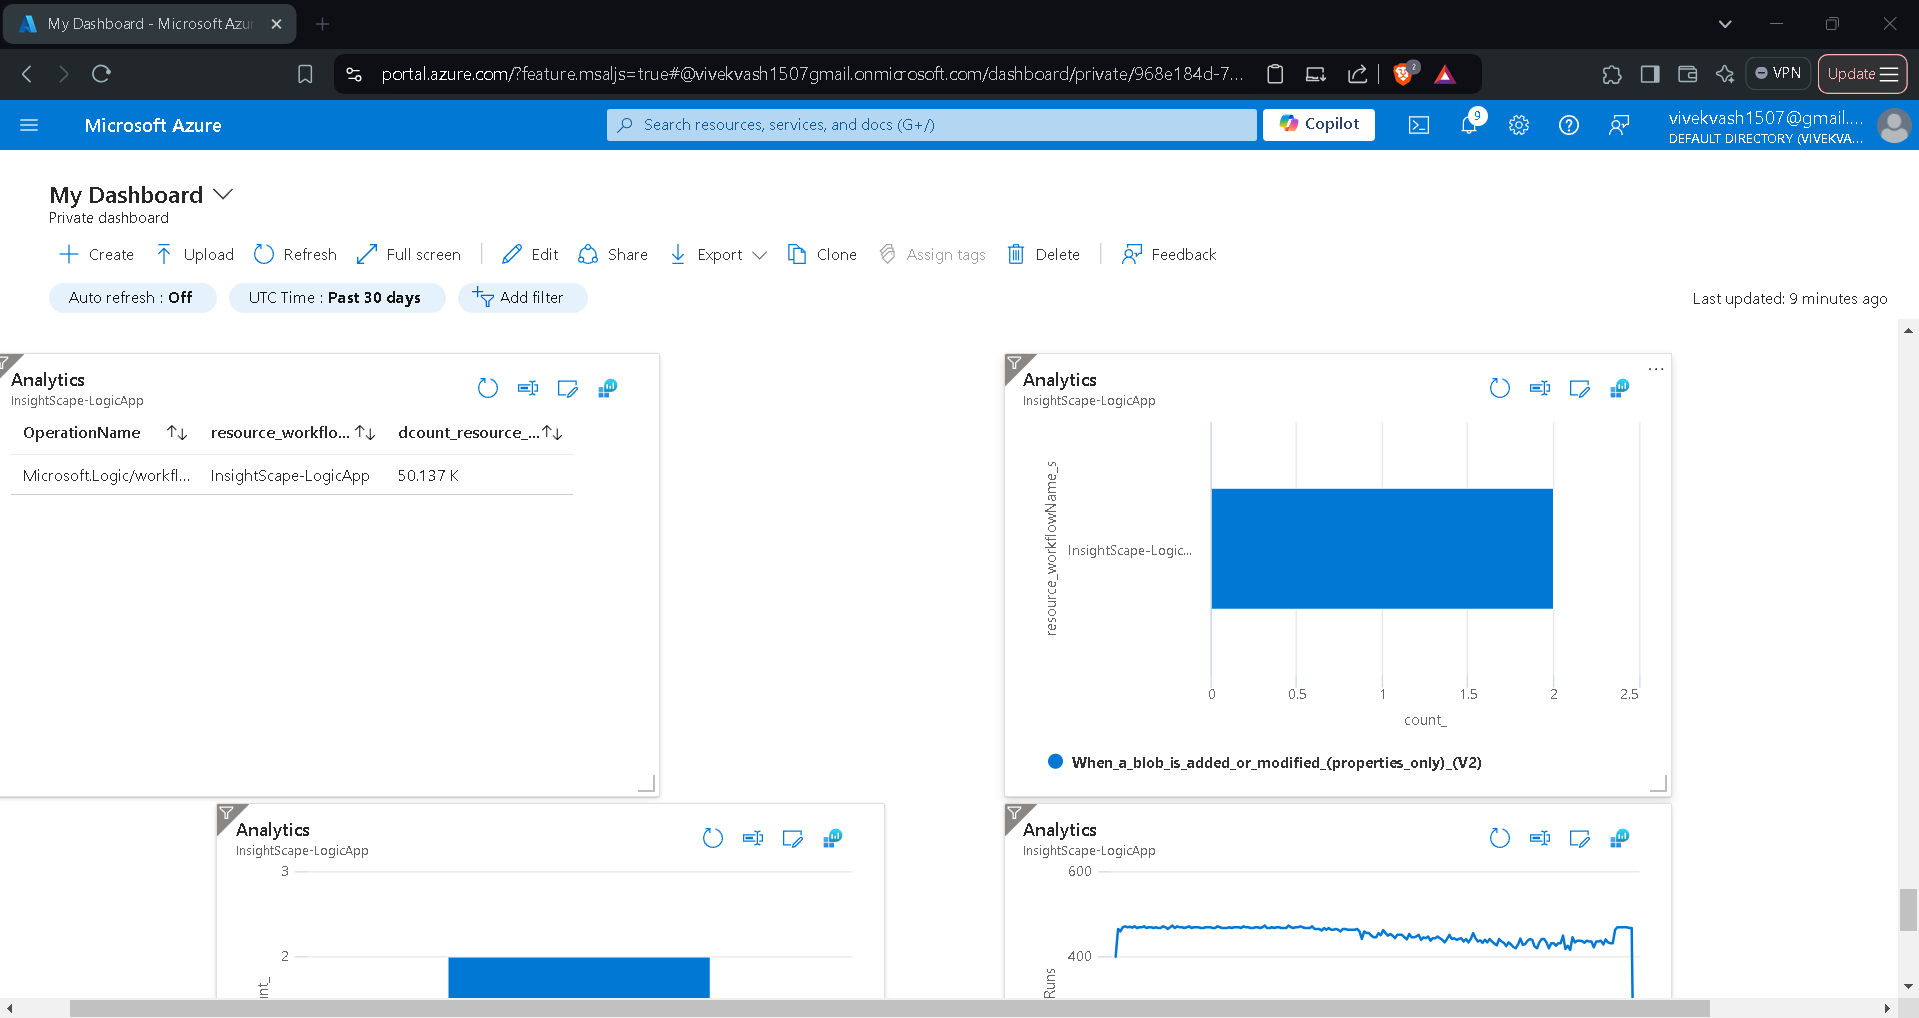 My Dashboard - Microsoft Azur
portal.azure.com/?feature.msaljs=true#@vivekvash1507gmail.onmicrosoft.com/dashboard/private/968e184d-7...
2
VPN
Update
Microsoft Azure
Search resources, services, and docs (G+/)
Copilot
9
vivekvash1507@gmail....
DEFAULT DIRECTORY (VIVEKVA...
My Dashboard
Private dashboard
Create
Upload
Refresh
Full screen
Edit
Share
Export
Clone
Assign tags
Delete
Feedback
Auto refresh : Off
UTC Time : Past 30 days
Add filter
Last updated: 9 minutes ago
Analytics
InsightScape-LogicApp
OperationName
resource_workflo...
dcount_resource_...
Microsoft.Logic/workfl...
InsightScape-LogicApp
50.137 K
Analytics
InsightScape-LogicApp
resource_workflowName_s
InsightScape-Logic...
0
0.5
1
1.5
2
2.5
count_
When_a_blob_is_added_or_modified_(properties_only)_(V2)
Analytics
InsightScape-LogicApp
3
2
nt_
Analytics
InsightScape-LogicApp
600
400
Runs